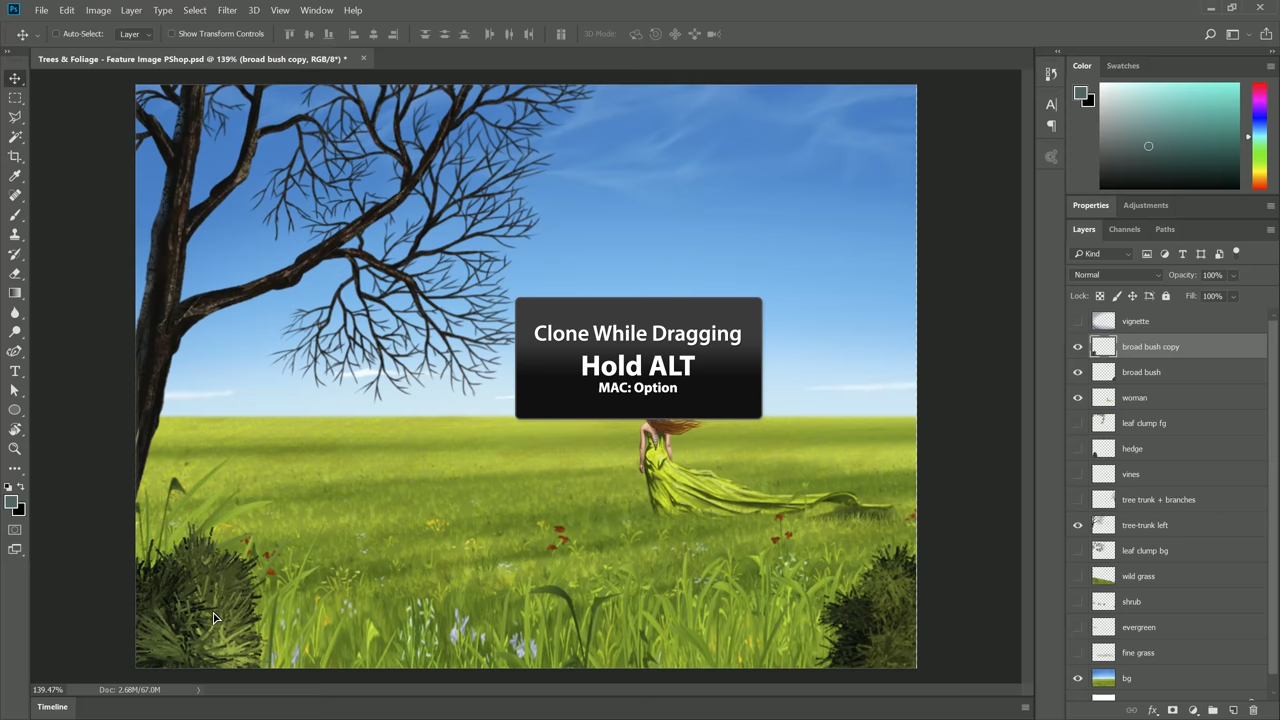 Ps File Edit Image Layer Type Select Filter 3D View Window Help
Auto-Select: Layer Show Transform Controls 3D Mode:
Trees & Foliage - Feature Image PShop.psd @ 139% (broad bush copy, RGB/8*) *
Color Swatches
Properties Adjustments
Layers Channels Paths
Kind
Normal Opacity: 100%
Lock: Fill: 100%
vignette
broad bush copy
broad bush
woman
leaf clump fg
hedge
vines
tree trunk + branches
tree-trunk left
leaf clump bg
wild grass
shrub
evergreen
fine grass
bg
Clone While Dragging
Hold ALT
MAC: Option
139.47% Doc: 2.68M/67.0M
Timeline